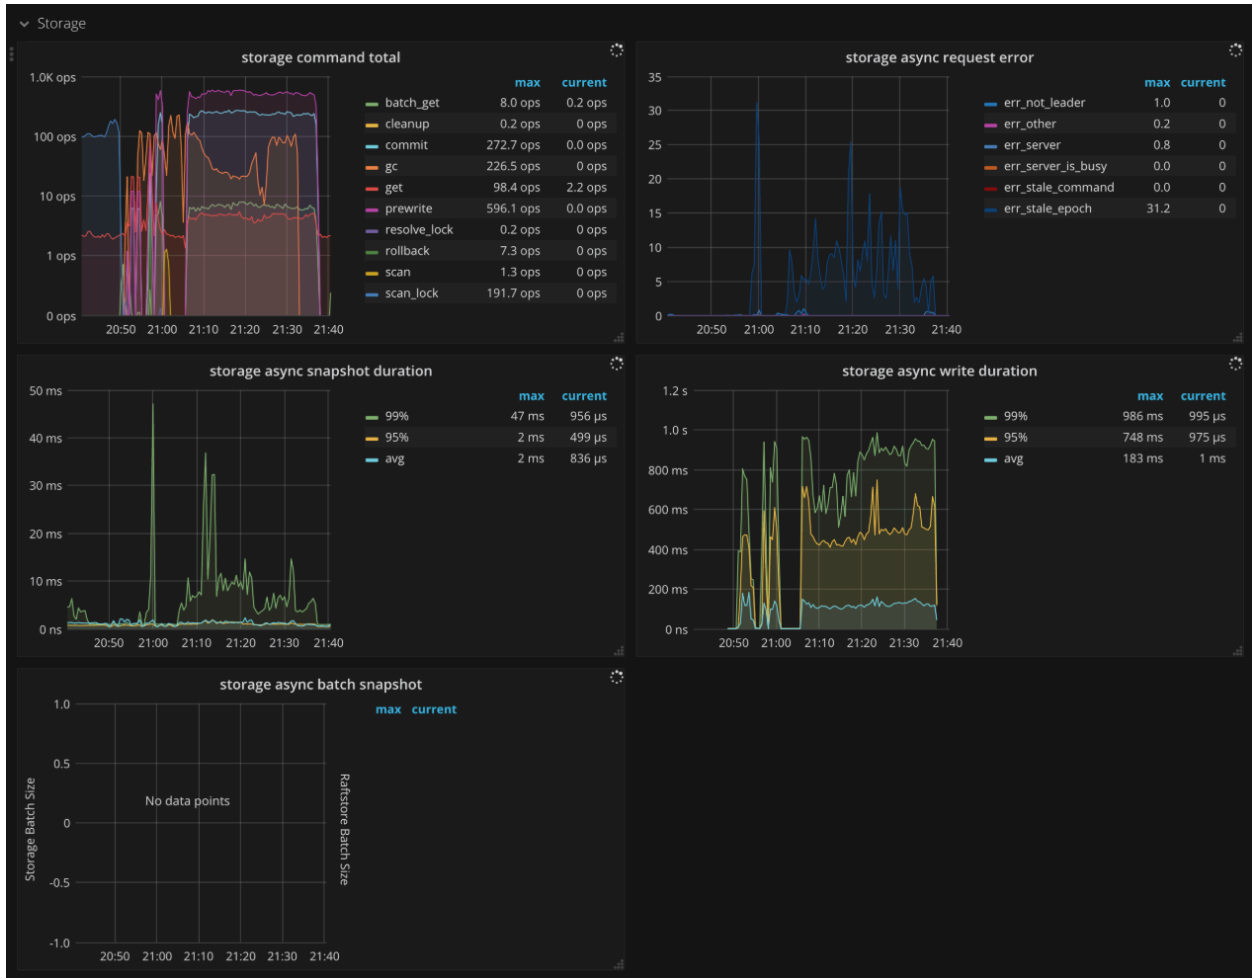 Storage
storage command total
1.0K ops
100 ops
10 ops
1 ops
0 ops
20:50 21:00 21:10 21:20 21:30 21:40
max current
batch_get 8.0 ops 0.2 ops
cleanup 0.2 ops 0 ops
commit 272.7 ops 0.0 ops
gc 226.5 ops 0 ops
get 98.4 ops 2.2 ops
prewrite 596.1 ops 0.0 ops
resolve_lock 0.2 ops 0 ops
rollback 7.3 ops 0 ops
scan 1.3 ops 0 ops
scan_lock 191.7 ops 0 ops
storage async request error
35
30
25
20
15
10
5
0
20:50 21:00 21:10 21:20 21:30 21:40
max current
err_not_leader 1.0 0
err_other 0.2 0
err_server 0.8 0
err_server_is_busy 0.0 0
err_stale_command 0.0 0
err_stale_epoch 31.2 0
storage async snapshot duration
50 ms
40 ms
30 ms
20 ms
10 ms
0 ns
20:50 21:00 21:10 21:20 21:30 21:40
max current
99% 47 ms 956 µs
95% 2 ms 499 µs
avg 2 ms 836 µs
storage async write duration
1.2 s
1.0 s
800 ms
600 ms
400 ms
200 ms
0 ns
20:50 21:00 21:10 21:20 21:30 21:40
max current
99% 986 ms 995 µs
95% 748 ms 975 µs
avg 183 ms 1 ms
storage async batch snapshot
Storage Batch Size
1.0
0.5
0
-0.5
-1.0
No data points
20:50 21:00 21:10 21:20 21:30 21:40
Raftstore Batch Size
max current